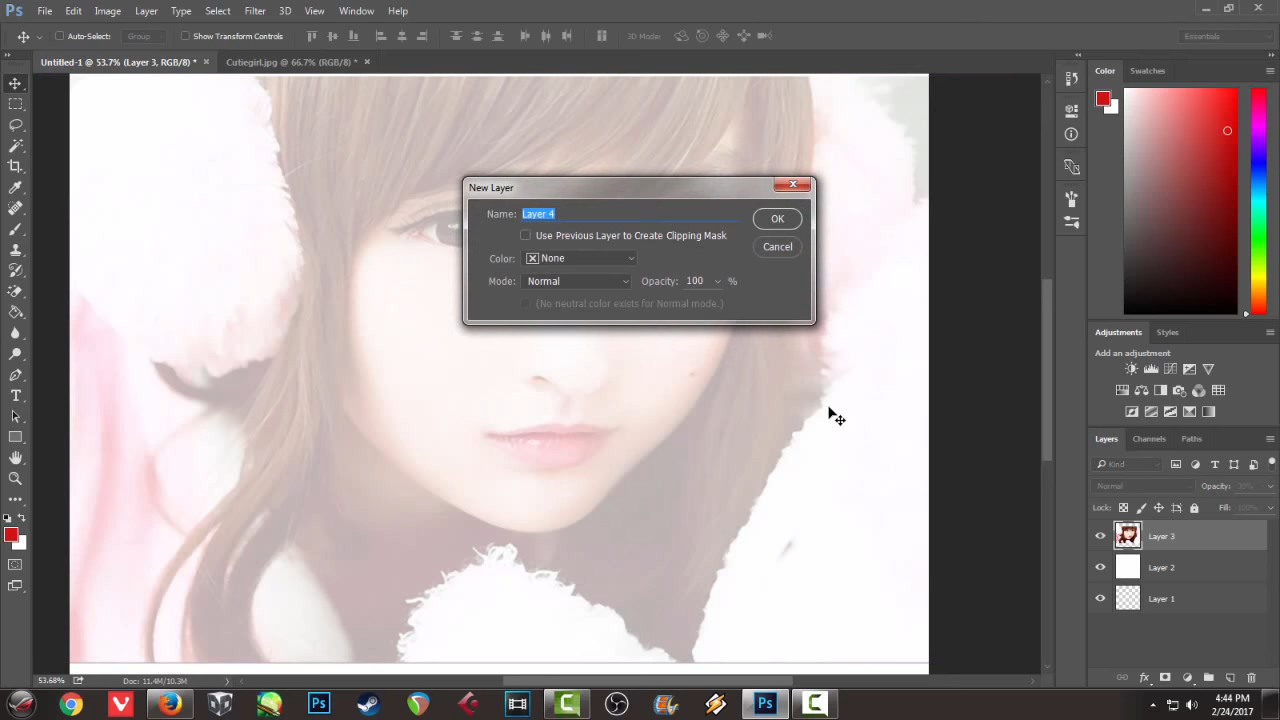 Ps File Edit Image Layer Type Select Filter 3D View Window Help
Auto-Select: Group Show Transform Controls 3D Mode: Essentials
Untitled-1 @ 53.7% (Layer 3, RGB/8) * × Cutiegirl.jpg @ 66.7% (RGB/8) * ×
Color Swatches
New Layer
Name: Layer 4
OK
Use Previous Layer to Create Clipping Mask
Cancel
Color: None
Mode: Normal Opacity: 100 %
(No neutral color exists for Normal mode.)
Adjustments Styles
Add an adjustment
Layers Channels Paths
Kind
Normal Opacity:
Lock: Fill: 100%
Layer 3
Layer 2
Layer 1
53.68% Doc: 11.4M/10.3M
4:44 PM
2/24/2017